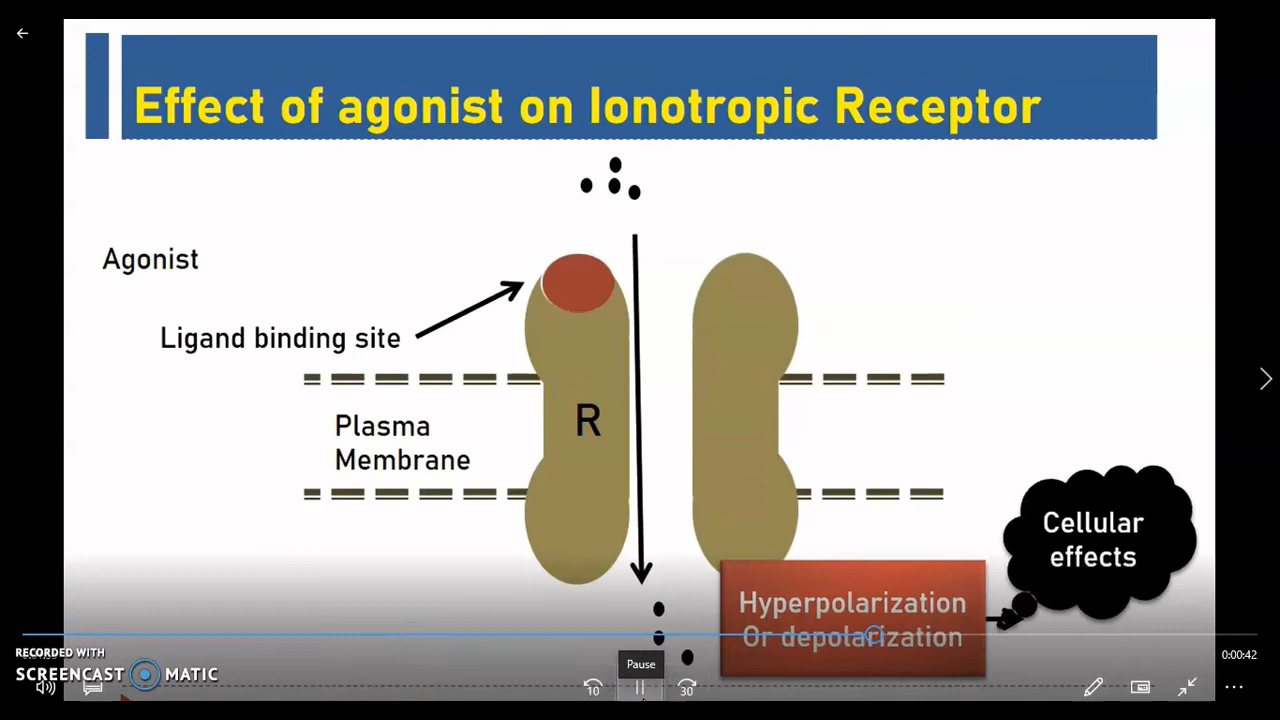 Effect of agonist on Ionotropic Receptor
Agonist
Ligand binding site
R
Plasma
Membrane
Cellular
effects
Hyperpolarization
Or depolarization
RECORDED WITH
SCREENCAST MATIC
Pause
0:00:42
10
30